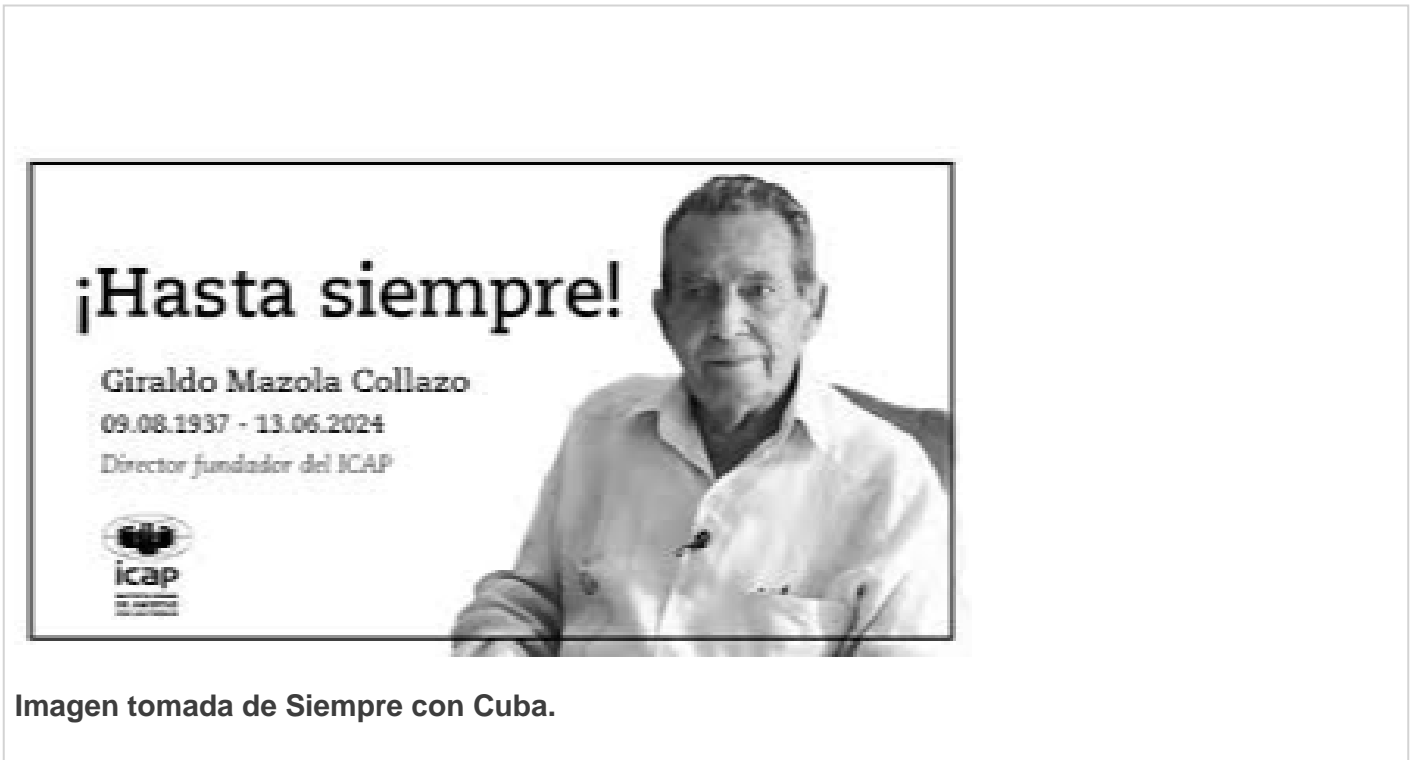 ¡Hasta siempre!
Giraldo Mazola Collazo
09.08.1937 - 13.06.2024
Director fundador del ICAP
icap
Imagen tomada de Siempre con Cuba.